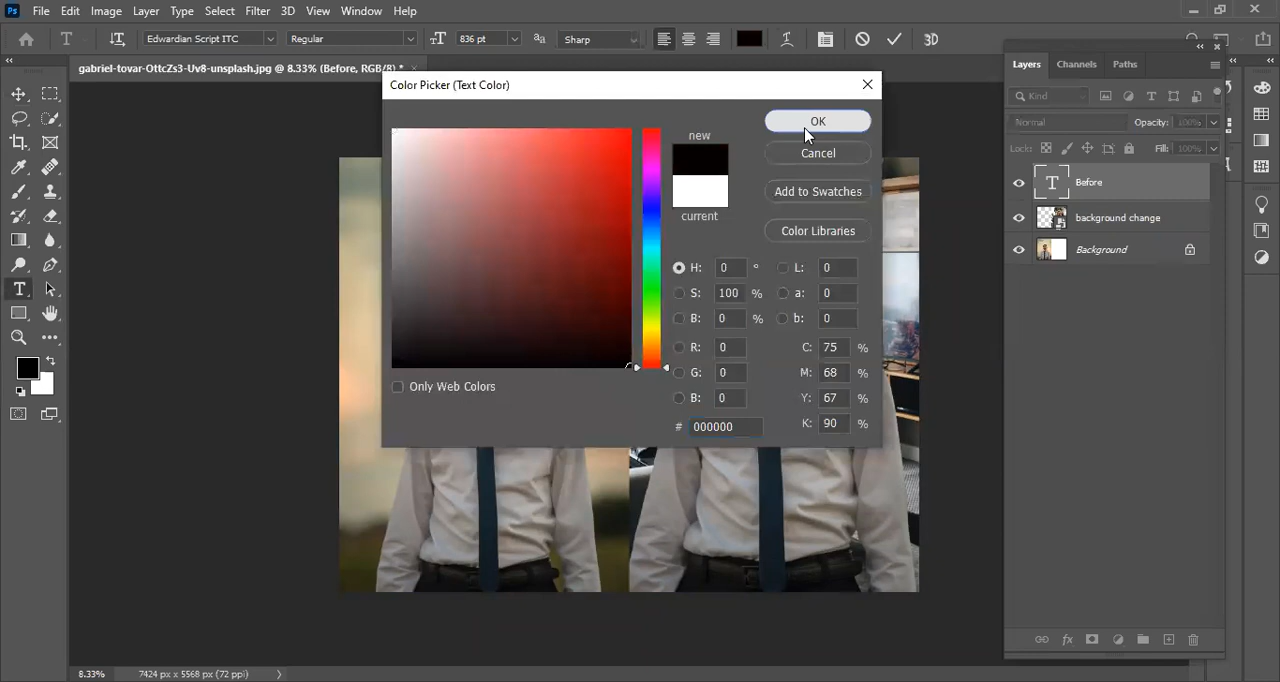 Ps File Edit Image Layer Type Select Filter 3D View Window Help
T Edwardian Script ITC Regular 836 pt Sharp 3D
gabriel-tovar-OttcZs3-Uv8-unsplash.jpg @ 8.33% (Before, RGB/8) *
Color Picker (Text Color)
new
current
OK
Cancel
Add to Swatches
Color Libraries
H: 0 ° L: 0
S: 100 % a: 0
B: 0 % b: 0
R: 0 C: 75 %
G: 0 M: 68 %
B: 0 Y: 67 %
# 000000 K: 90 %
Only Web Colors
Layers Channels Paths
Kind
Normal Opacity: 100%
Lock: Fill: 100%
T Before
background change
Background
8.33% 7424 px x 5568 px (72 ppi)